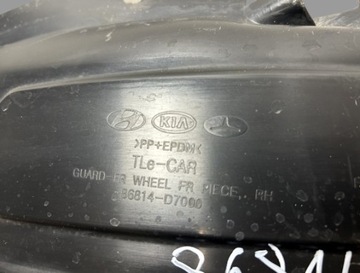 KIA
>PP+EPDM<
TLe-CAR
GUARD-FR WHEEL FR PIECE, RH
86814-D7000